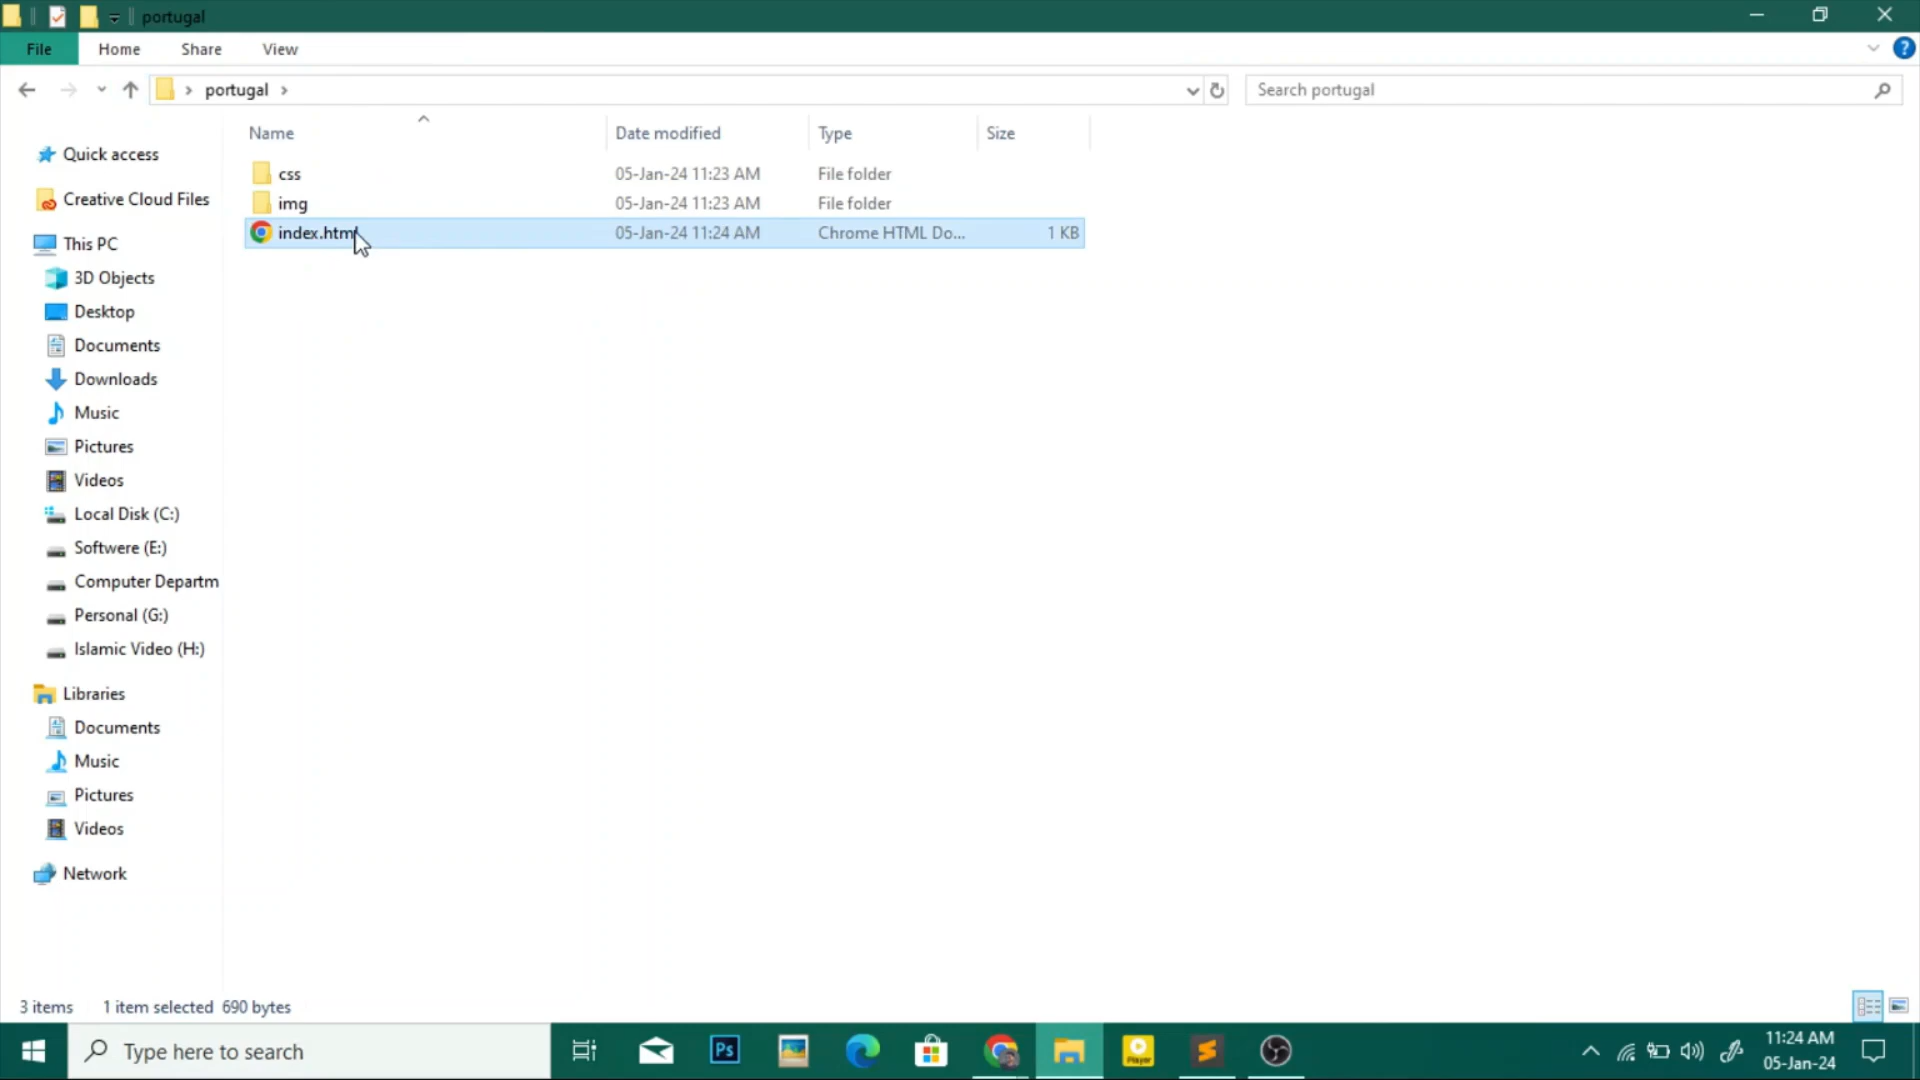 portugal
File Home Share View
portugal
Search portugal
Name Date modified Type Size
Quick access
Creative Cloud Files
This PC
3D Objects
Desktop
Documents
Downloads
Music
Pictures
Videos
Local Disk (C:)
Softwere (E:)
Computer Departm
Personal (G:)
Islamic Video (H:)
Libraries
Documents
Music
Pictures
Videos
Network
css 05-Jan-24 11:23 AM File folder
img 05-Jan-24 11:23 AM File folder
index.html 05-Jan-24 11:24 AM Chrome HTML Do... 1 KB
3 items 1 item selected 690 bytes
Type here to search
Ps
Player
11:24 AM
05-Jan-24